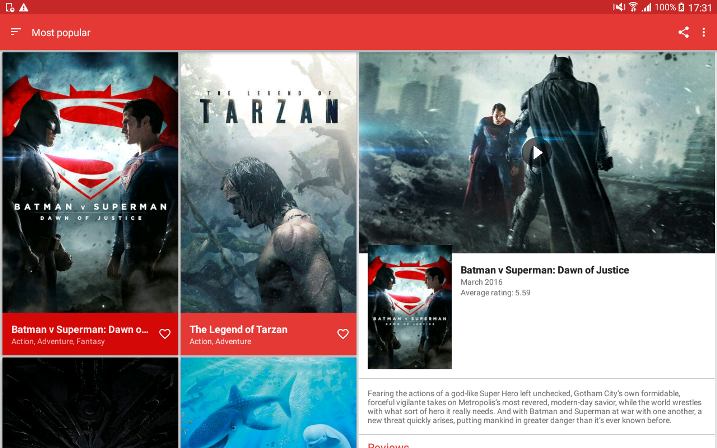 100% 17:31
Most popular
THE LEGEND OF
TARZAN
BATMAN V SUPERMAN
DAWN OF JUSTICE
Batman v Superman: Dawn o...
Action, Adventure, Fantasy
The Legend of Tarzan
Action, Adventure
BATMAN V SUPERMAN
DAWN OF JUSTICE
Batman v Superman: Dawn of Justice
March 2016
Average rating: 5.59
Fearing the actions of a god-like Super Hero left unchecked, Gotham City's own formidable,
forceful vigilante takes on Metropolis's most revered, modern-day savior, while the world wrestles
with what sort of hero it really needs. And with Batman and Superman at war with one another, a
new threat quickly arises, putting mankind in greater danger than it's ever known before.
Reviews